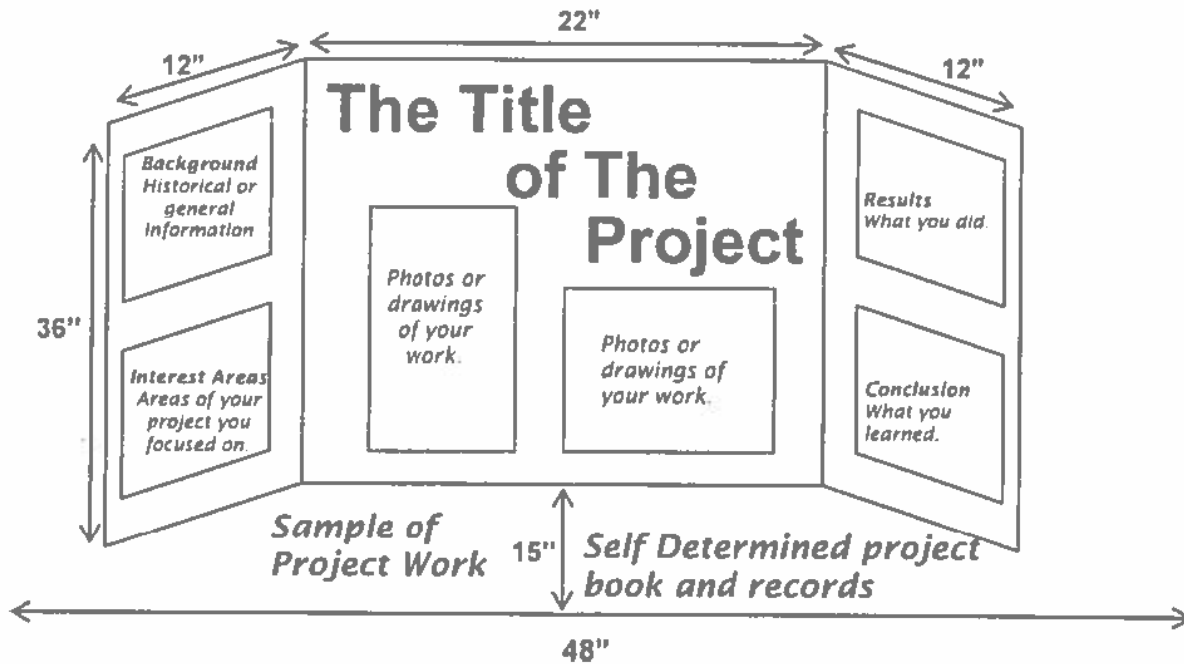 22"
12"
12"
The Title
of The
Project
Background
Historical or
general
Information
Results
What you did.
Photos or
drawings
of your
work.
36"
Photos or
drawings of
your work.
Interest Areas
Areas of your
project you
focused on.
Conclusion
What you
learned.
Sample of
Project Work
15"
Self Determined project
book and records
48"